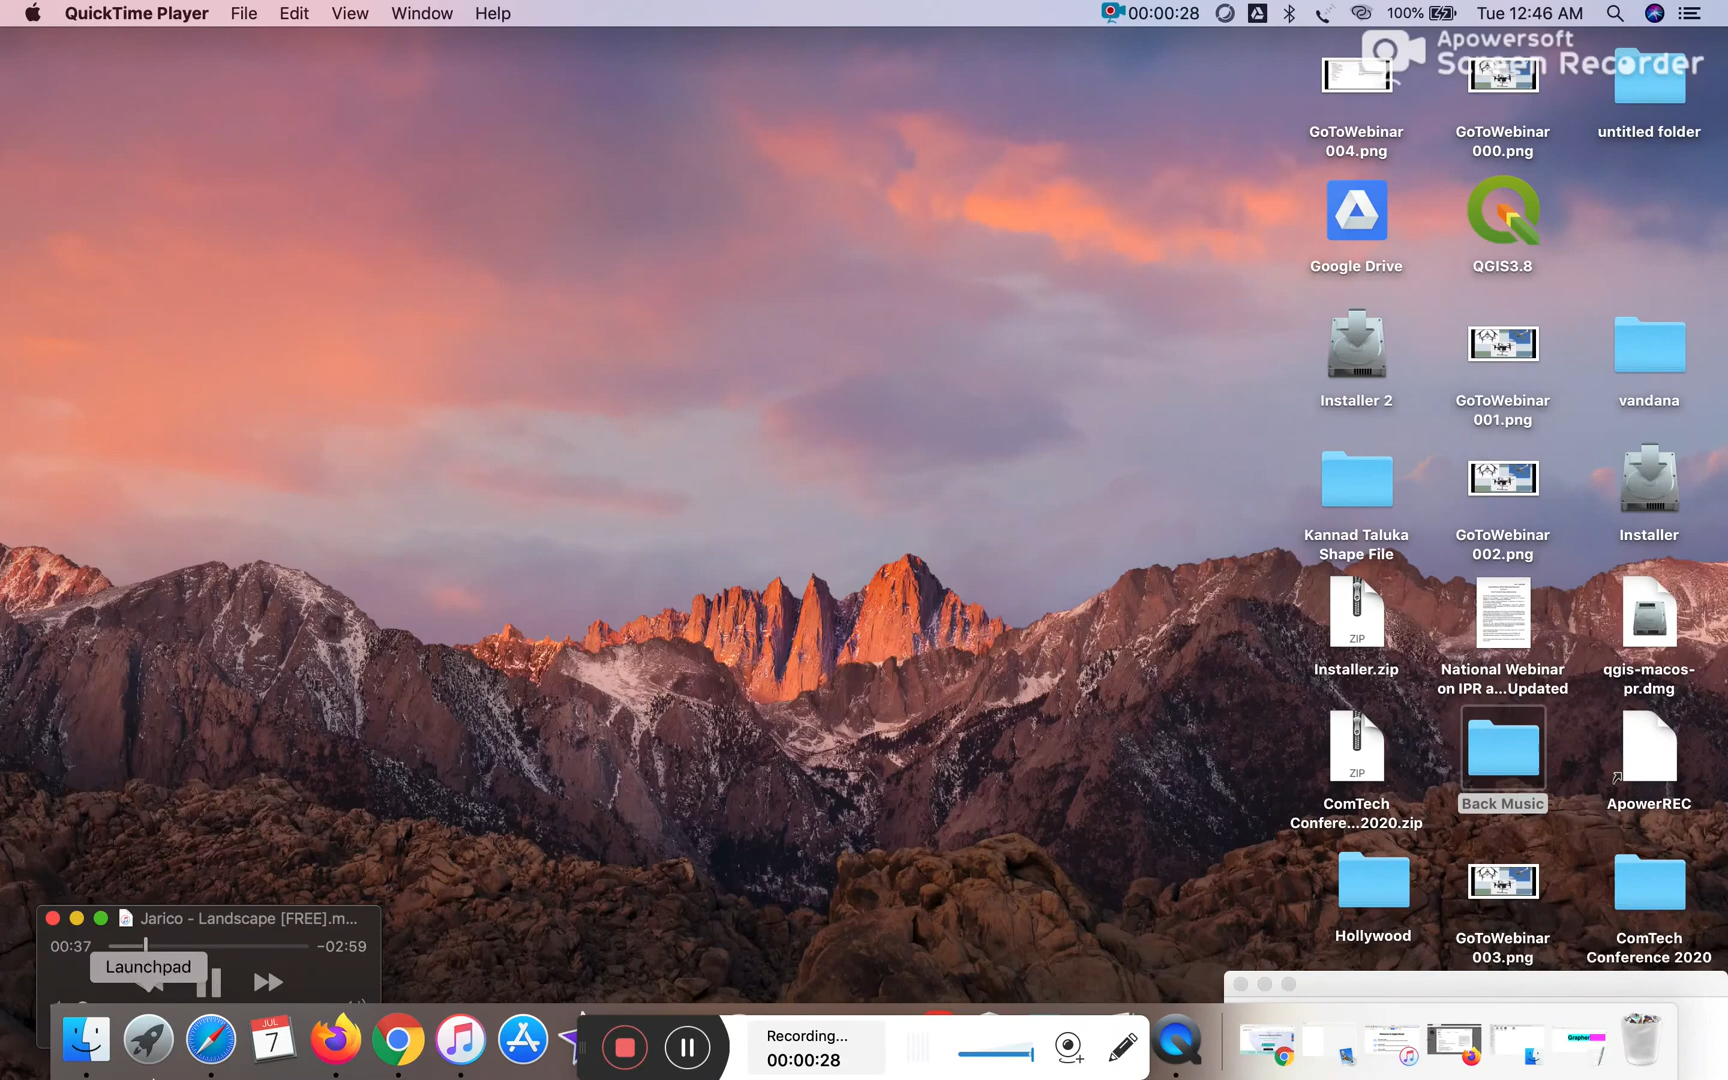 QuickTime Player File Edit View Window Help 00:00:28 100% Tue 12:46 AM
Apowersoft
Screen Recorder
GoToWebinar
004.png
GoToWebinar
000.png
untitled folder
Google Drive
QGIS3.8
Installer 2
GoToWebinar
001.png
vandana
Kannad Taluka
Shape File
GoToWebinar
002.png
Installer
ZIP
Installer.zip
National Webinar
on IPR a...Updated
qgis-macos-
pr.dmg
ZIP
ComTech
Confere...2020.zip
Back Music
ApowerREC
Hollywood
GoToWebinar
003.png
ComTech
Conference 2020
Jarico - Landscape [FREE].m...
00:37 -02:59
Launchpad
JUL
7
Recording...
00:00:28
Grapher